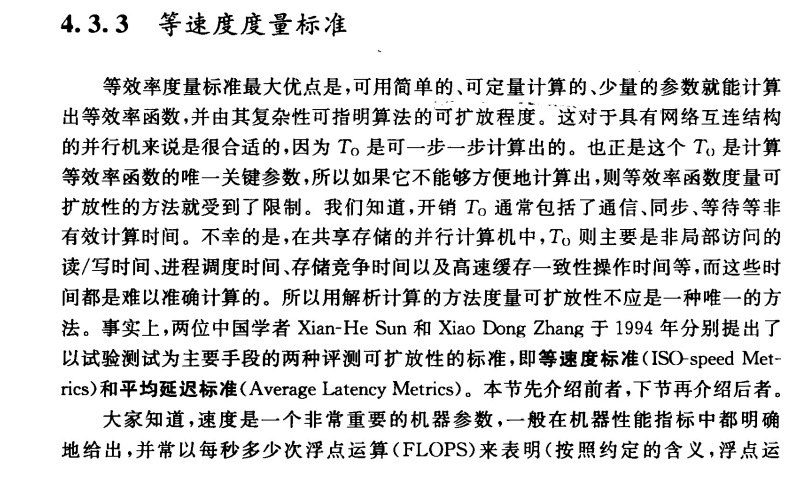 4.3.3 等速度度量标准
等效率度量标准最大优点是,可用简单的、可定量计算的、少量的参数就能计算
出等效率函数,并由其复杂性可指明算法的可扩放程度。这对于具有网络互连结构
的并行机来说是很合适的,因为 To 是可一步一步计算出的。也正是这个 To 是计算
等效率函数的唯一关键参数,所以如果它不能够方便地计算出,则等效率函数度量可
扩放性的方法就受到了限制。我们知道,开销 To 通常包括了通信、同步、等待等非
有效计算时间。不幸的是,在共享存储的并行计算机中,To 则主要是非局部访问的
读/写时间、进程调度时间、存储竞争时间以及高速缓存一致性操作时间等,而这些时
间都是难以准确计算的。所以用解析计算的方法度量可扩放性不应是一种唯一的方
法。事实上,两位中国学者 Xian-He Sun 和 Xiao Dong Zhang 于 1994 年分别提出了
以试验测试为主要手段的两种评测可扩放性的标准,即等速度标准(ISO-speed Met-
rics)和平均延迟标准(Average Latency Metrics)。本节先介绍前者,下节再介绍后者。
大家知道,速度是一个非常重要的机器参数,一般在机器性能指标中都明确
地给出,并常以每秒多少次浮点运算(FLOPS)来表明(按照约定的含义,浮点运